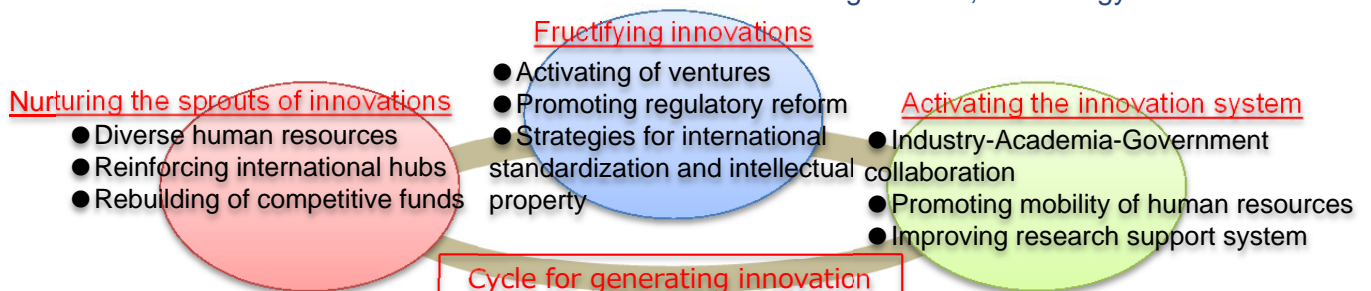 Fructifying innovations
●Activating of ventures
●Promoting regulatory reform
●Strategies for international
standardization and intellectual
property
Nurturing the sprouts of innovations
●Diverse human resources
●Reinforcing international hubs
●Rebuilding of competitive funds
Activating the innovation system
●Industry-Academia-Government
collaboration
●Promoting mobility of human resources
●Improving research support system
Cycle for generating innovation